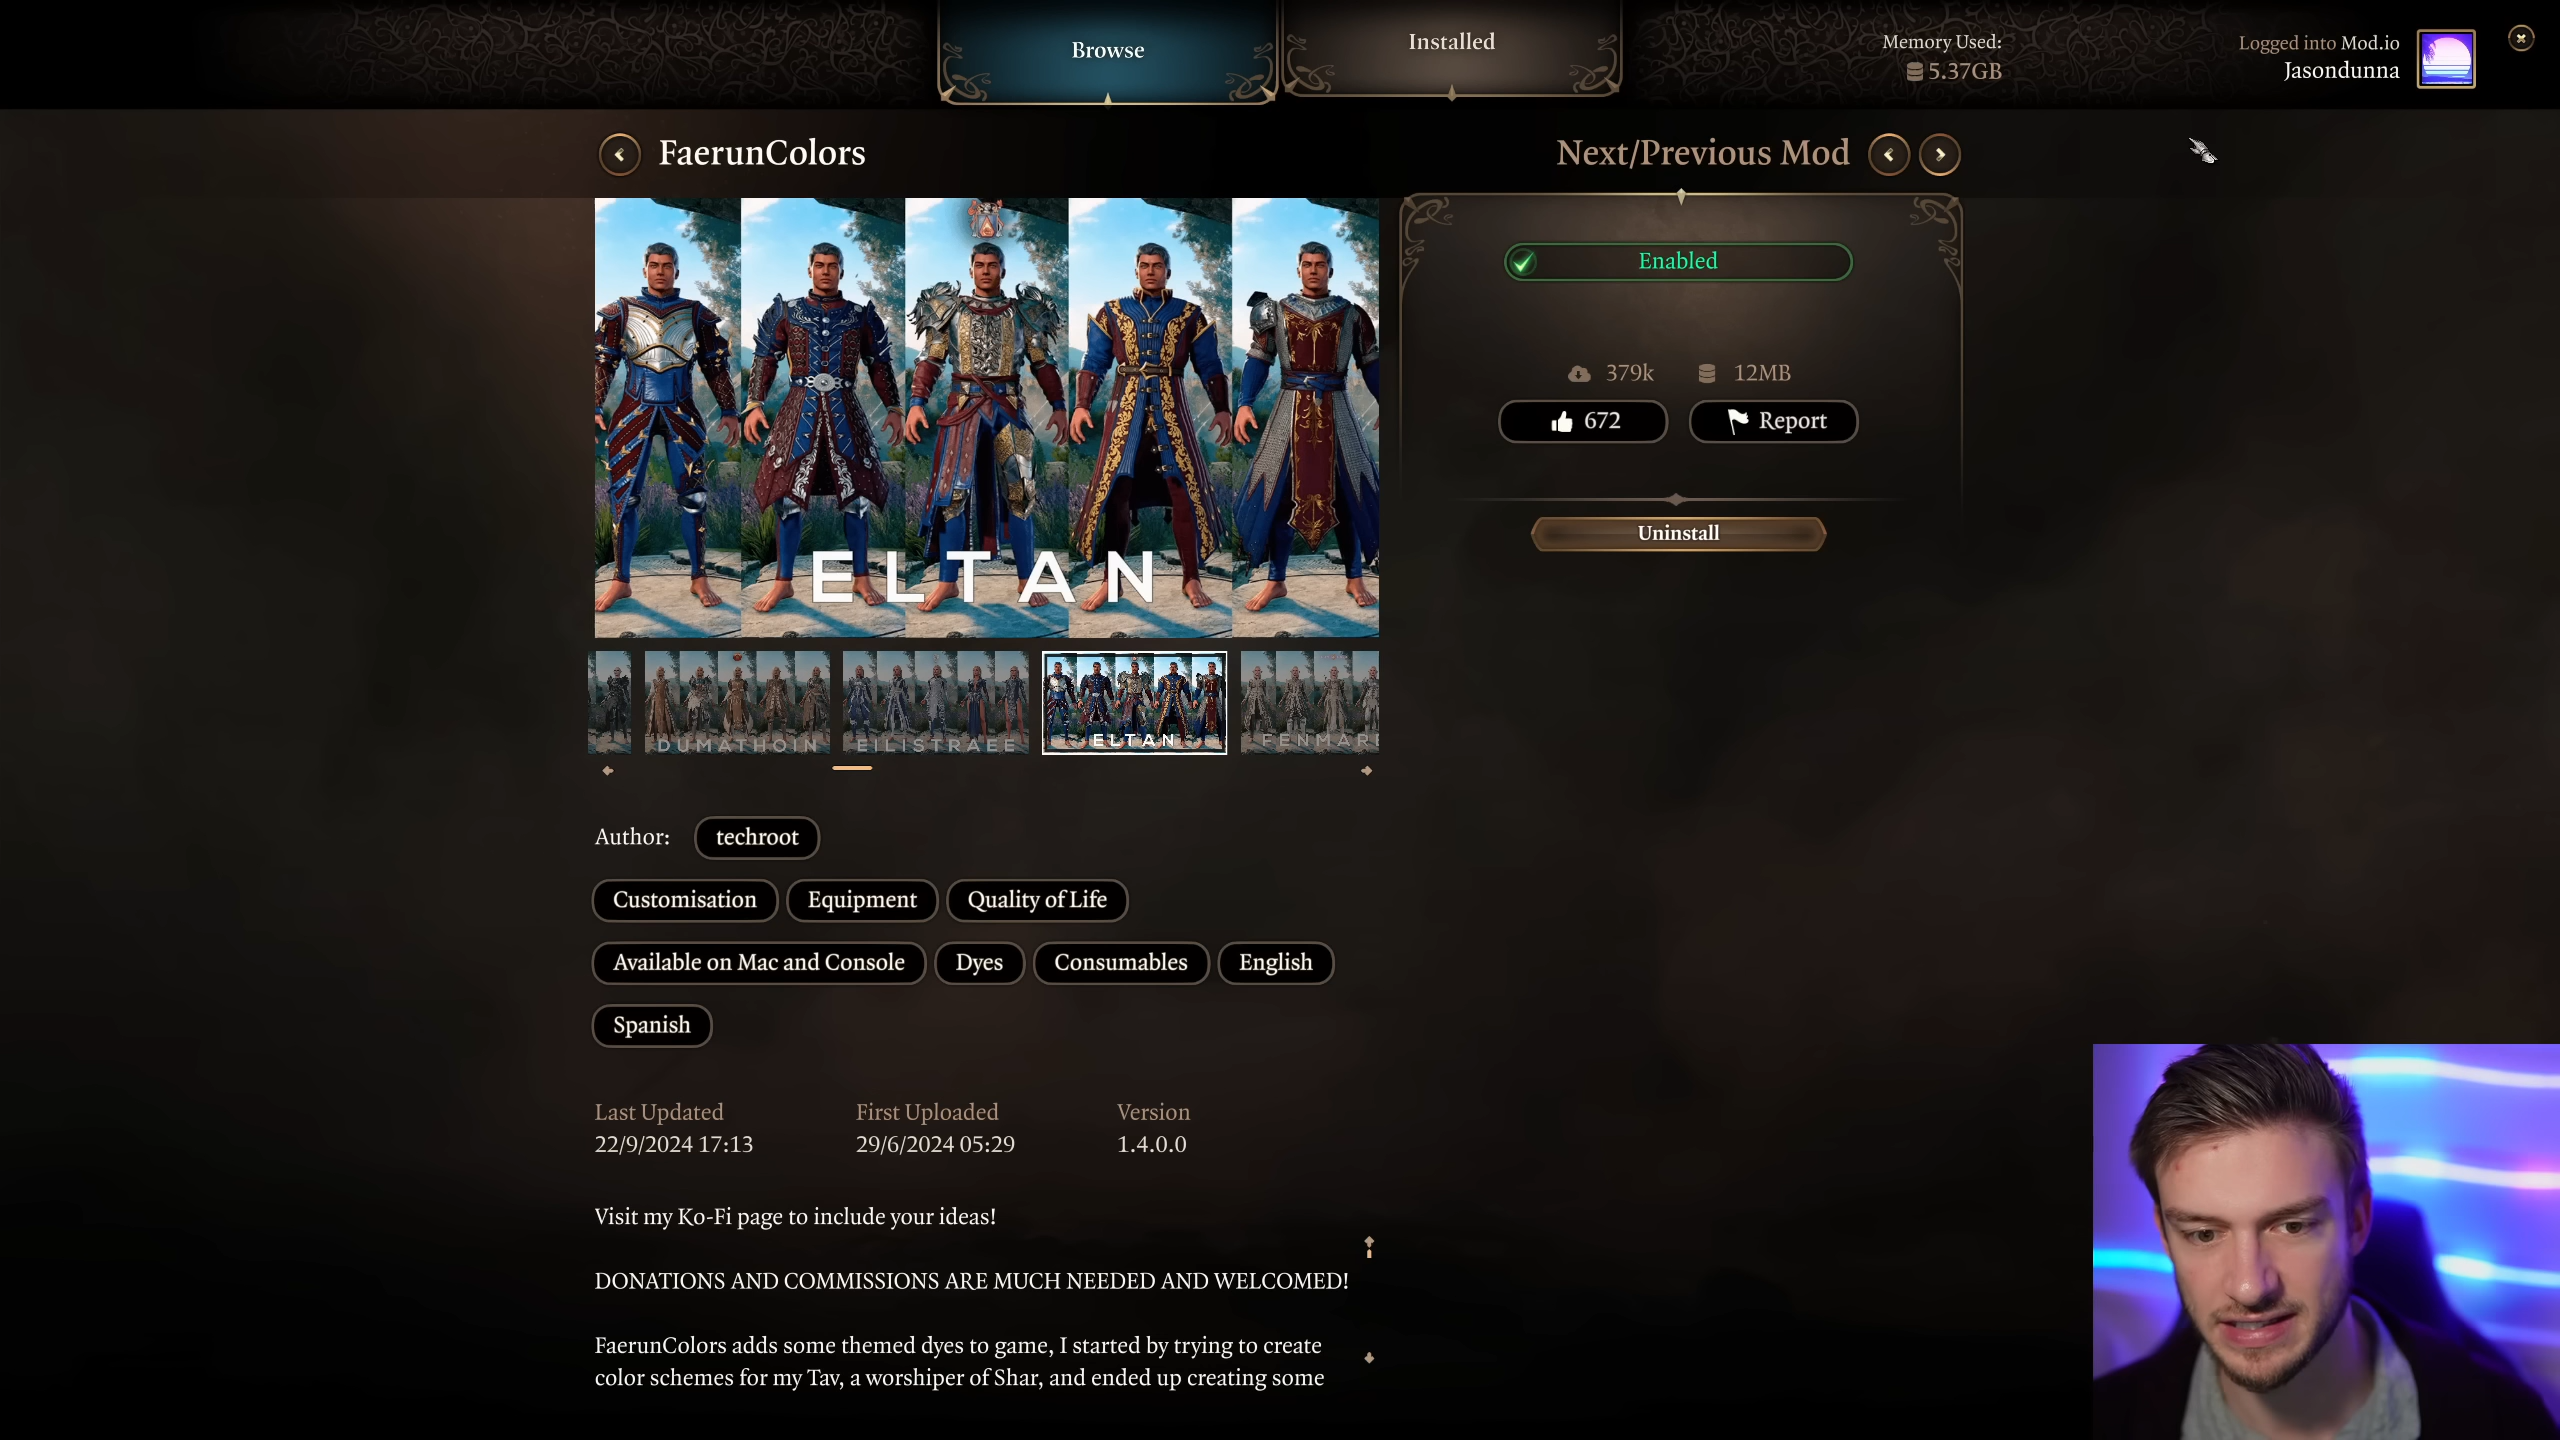 Browse
Installed
Memory Used:
5.37GB
Logged into Mod.io
Jasondunna
FaerunColors
Next/Previous Mod
Enabled
379k
12MB
672
Report
Uninstall
ELTAN
DUMATHOIN
EILISTRAEE
ELTAN
FENMARE
Author:
techroot
Customisation
Equipment
Quality of Life
Available on Mac and Console
Dyes
Consumables
English
Spanish
Last Updated
First Uploaded
Version
22/9/2024 17:13
29/6/2024 05:29
1.4.0.0
Visit my Ko-Fi page to include your ideas!
DONATIONS AND COMMISSIONS ARE MUCH NEEDED AND WELCOMED!
FaerunColors adds some themed dyes to game, I started by trying to create
color schemes for my Tav, a worshiper of Shar, and ended up creating some